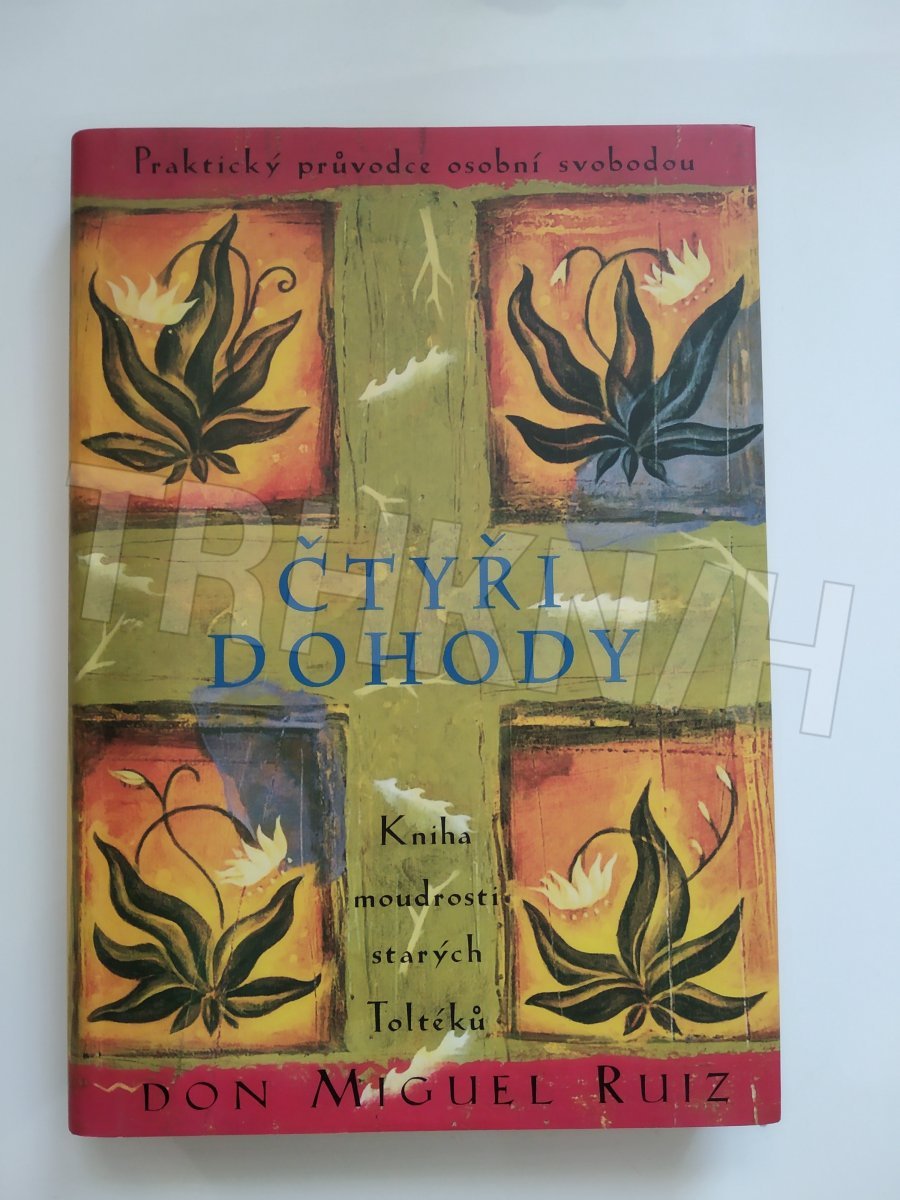 Praktický průvodce osobní svobodou
ČTYŘI
DOHODY
TRHKNIH
Kniha
moudrosti
starých
Toltéků
DON MIGUEL RUIZ